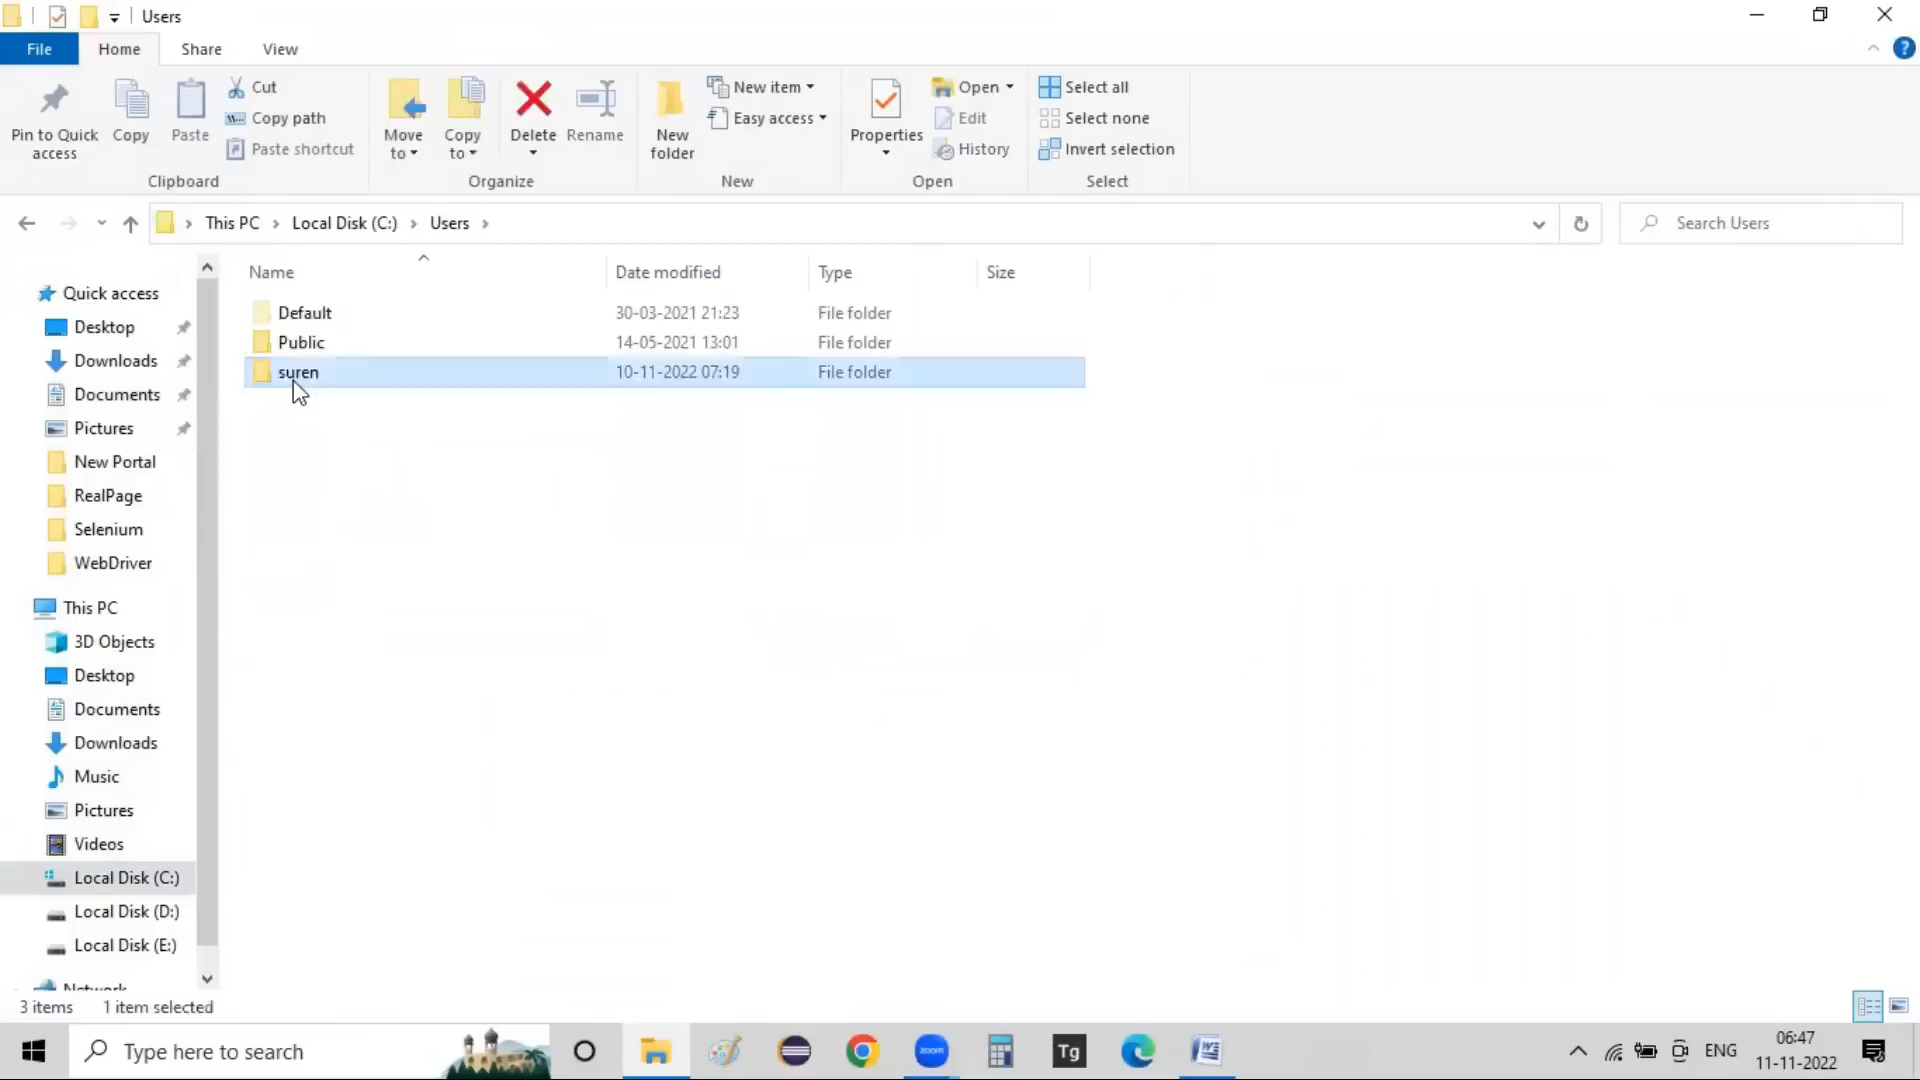 Users
File Home Share View
Pin to Quick access
Copy
Paste
Cut
Copy path
Paste shortcut
Move to
Copy to
Delete
Rename
New folder
New item
Easy access
Properties
Open
Edit
History
Select all
Select none
Invert selection
Clipboard Organize New Open Select
This PC Local Disk (C:) Users
Search Users
Name Date modified Type Size
Default 30-03-2021 21:23 File folder
Public 14-05-2021 13:01 File folder
suren 10-11-2022 07:19 File folder
Quick access
Desktop
Downloads
Documents
Pictures
New Portal
RealPage
Selenium
WebDriver
This PC
3D Objects
Desktop
Documents
Downloads
Music
Pictures
Videos
Local Disk (C:)
Local Disk (D:)
Local Disk (E:)
Network
3 items 1 item selected
Type here to search
zoom
Tg
W
ENG
06:47
11-11-2022